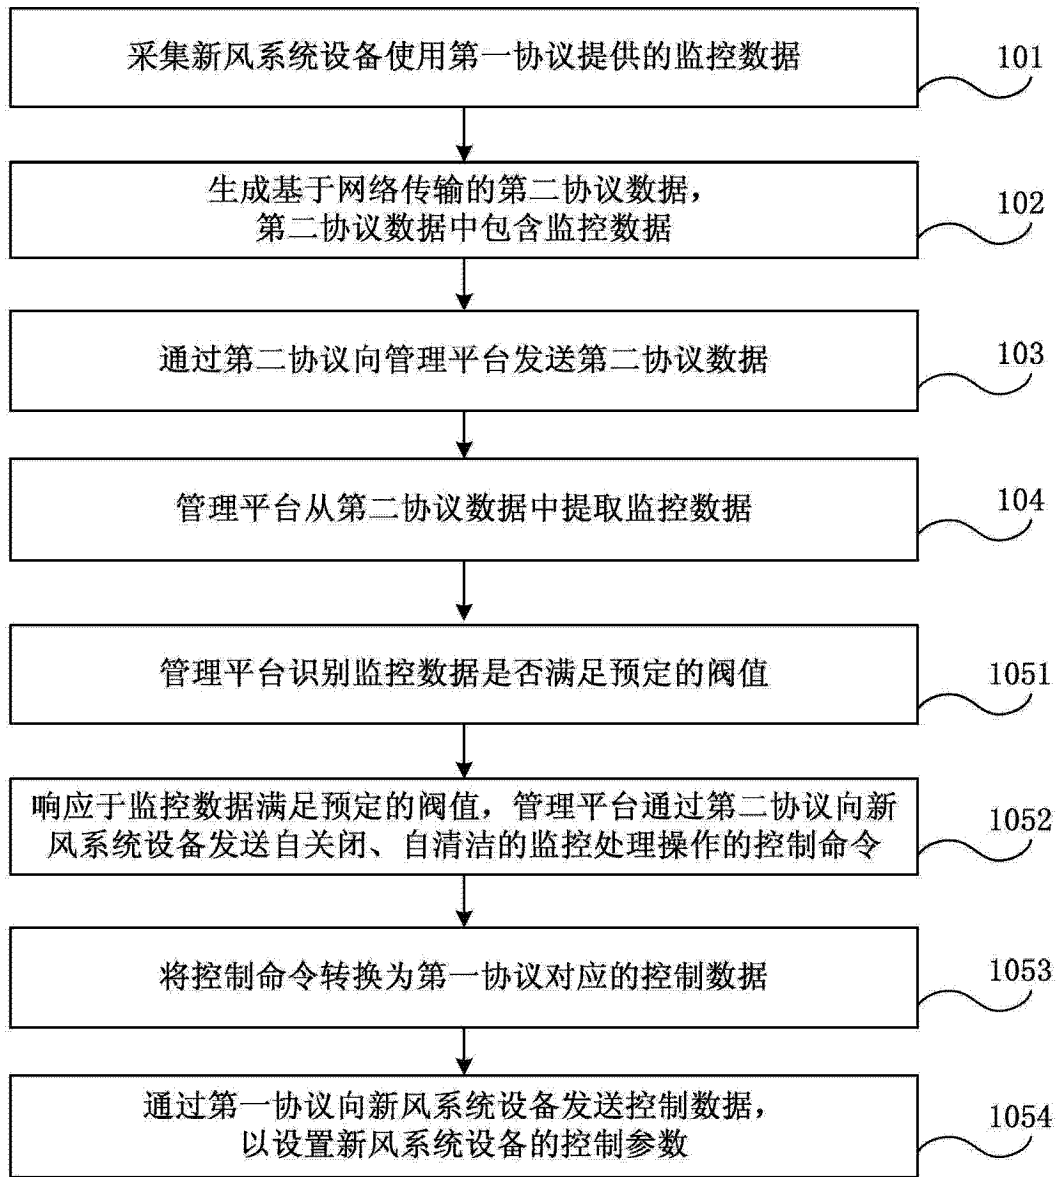 采集新风系统设备使用第一协议提供的监控数据
101
生成基于网络传输的第二协议数据，
第二协议数据中包含监控数据
102
通过第二协议向管理平台发送第二协议数据
103
管理平台从第二协议数据中提取监控数据
104
管理平台识别监控数据是否满足预定的阀值
1051
响应于监控数据满足预定的阀值，管理平台通过第二协议向新
风系统设备发送自关闭、自清洁的监控处理操作的控制命令
1052
将控制命令转换为第一协议对应的控制数据
1053
通过第一协议向新风系统设备发送控制数据，
以设置新风系统设备的控制参数
1054